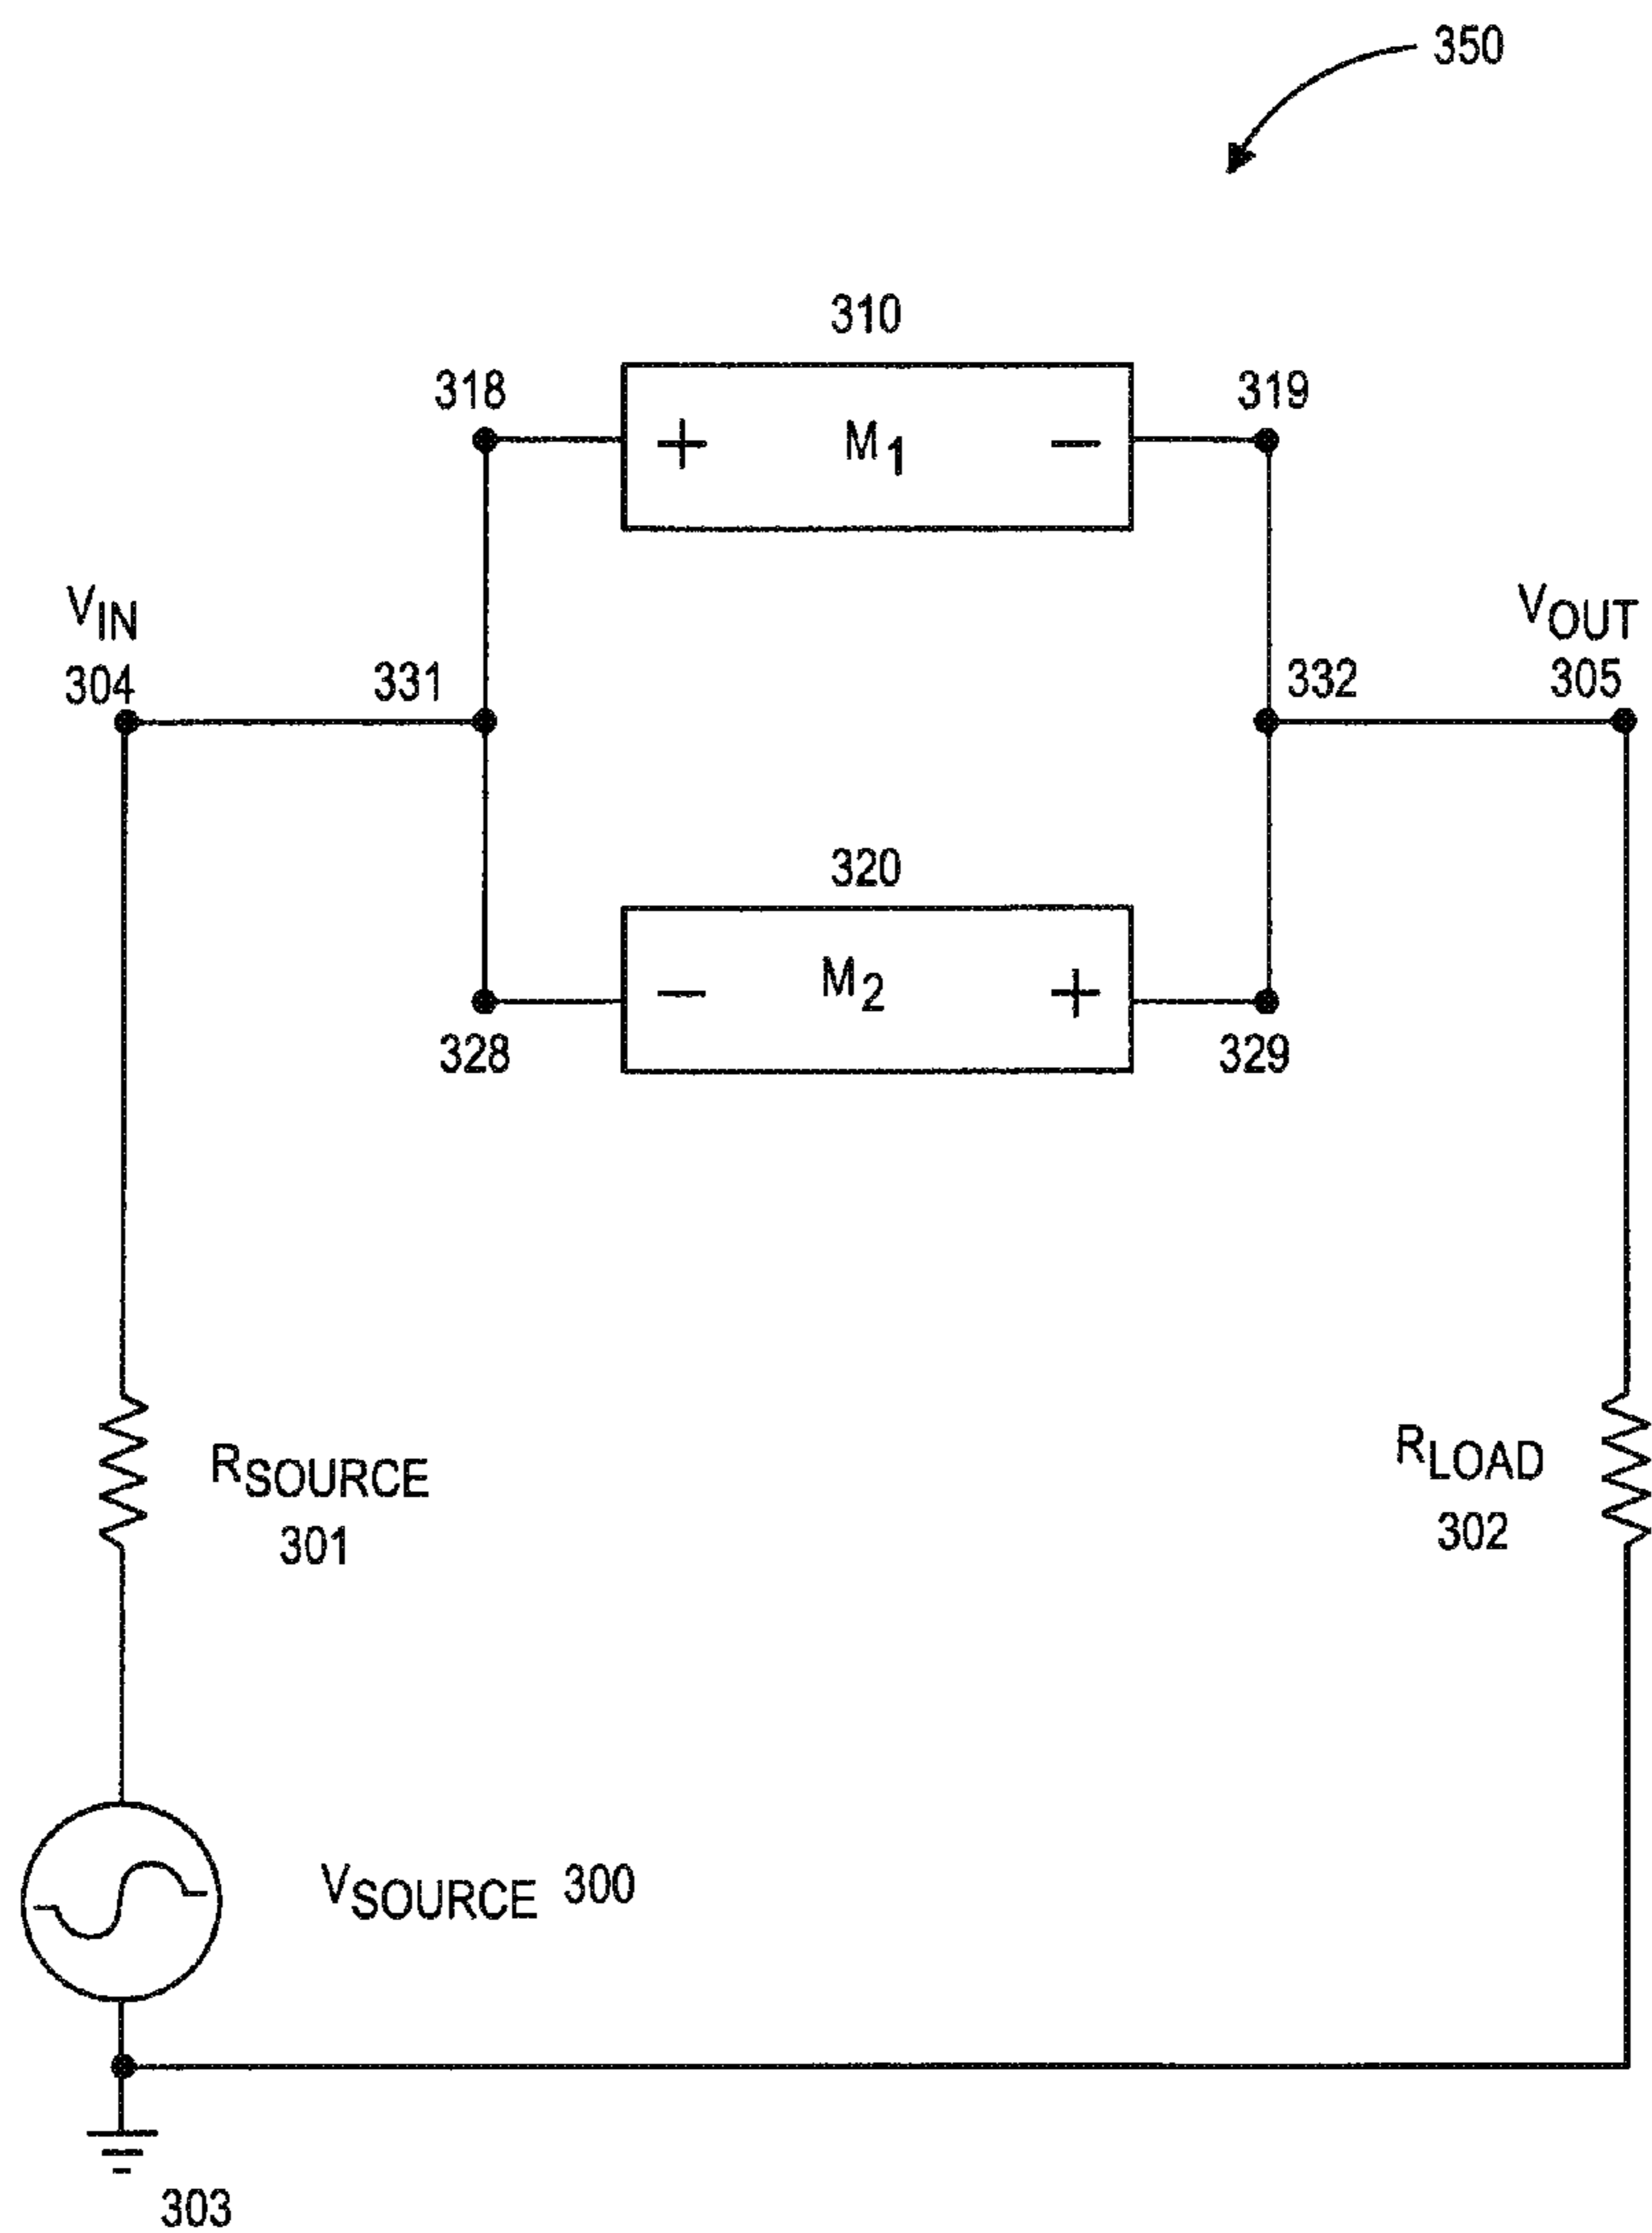 350
310
318
+ M1 −
319
VIN
304
331
332
VOUT
305
320
− M2 +
328
329
RSOURCE
301
RLOAD
302
VSOURCE 300
303